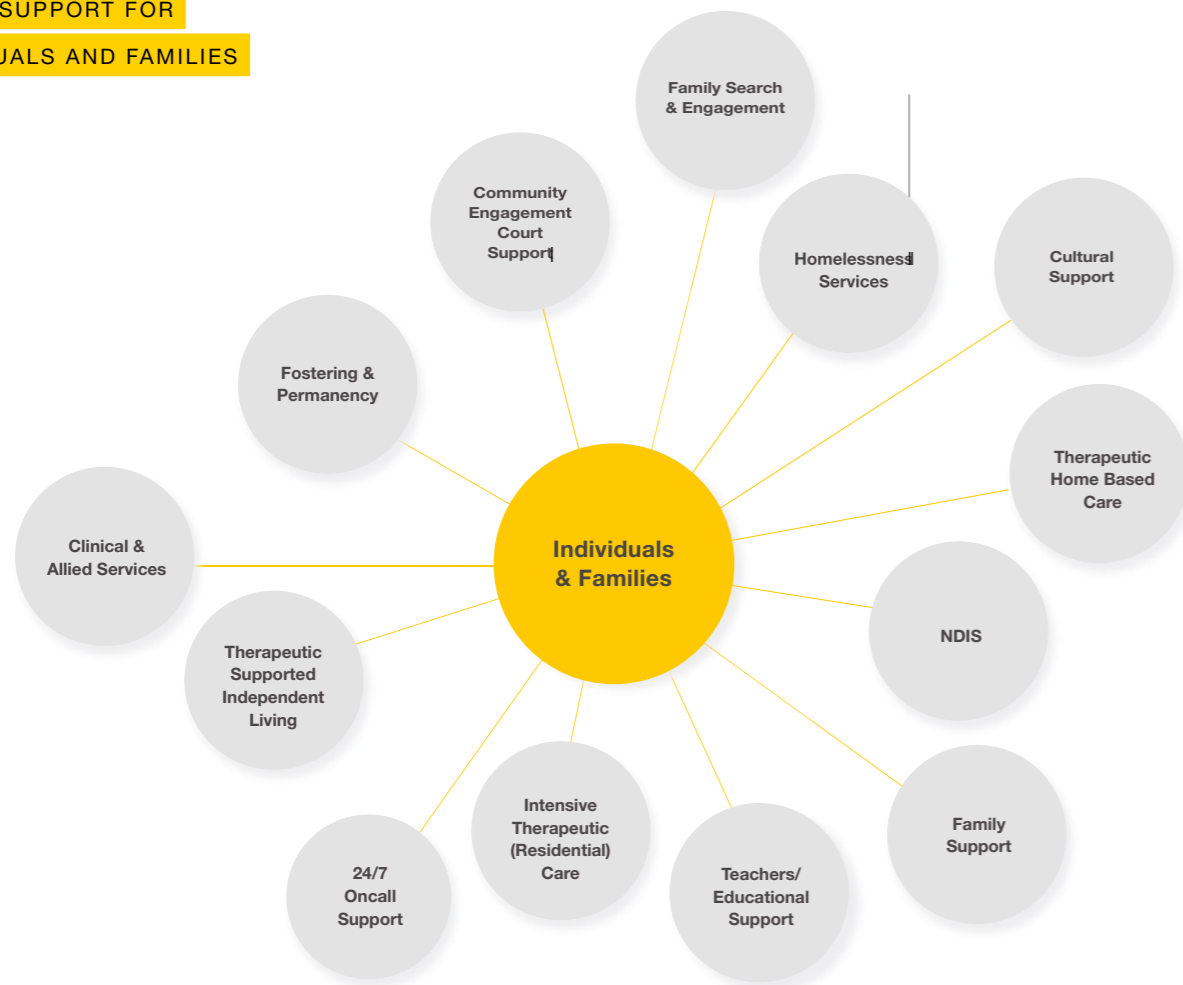 SUPPORT FOR
UALS AND FAMILIES
Family Search
& Engagement
Community
Engagement
Court
Support
Homelessness
Services
Cultural
Support
Fostering &
Permanency
Therapeutic
Home Based
Care
Clinical &
Allied Services
Individuals
& Families
NDIS
Therapeutic
Supported
Independent
Living
Intensive
Therapeutic
(Residential)
Care
Family
Support
24/7
Oncall
Support
Teachers/
Educational
Support